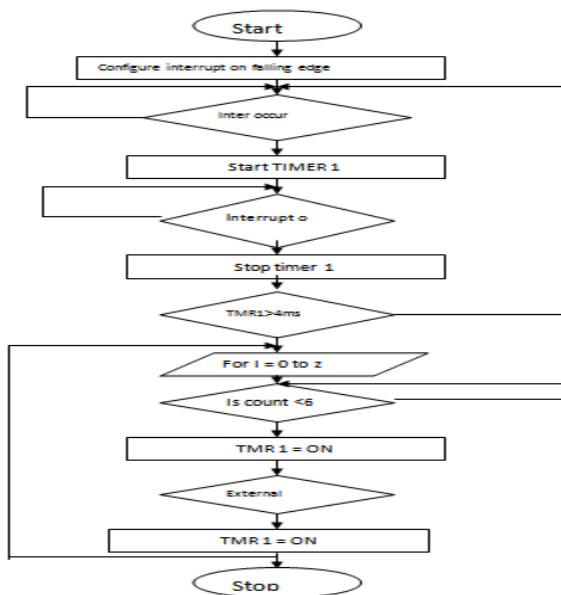 Start
Configure interrupt on falling edge
Inter occur
Start TIMER 1
Interrupt o
Stop timer 1
TMR1>4ms
For I = 0 to z
Is count <6
TMR 1 = ON
External
TMR 1 = ON
Stop